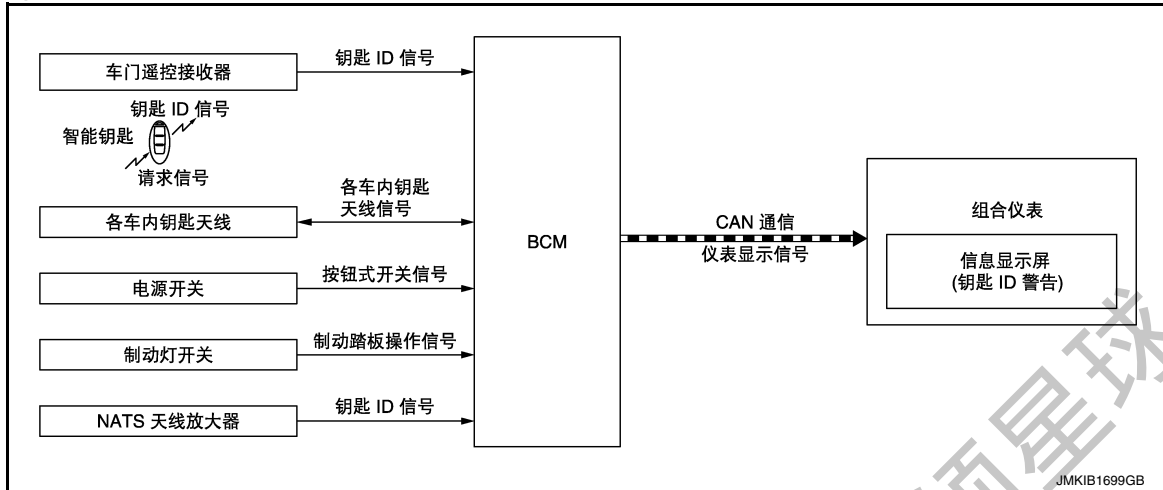 车门遥控接收器
钥匙 ID 信号
钥匙 ID 信号
智能钥匙
请求信号
各车内钥匙天线
各车内钥匙
天线信号
电源开关
按钮式开关信号
制动灯开关
制动踏板操作信号
NATS 天线放大器
钥匙 ID 信号
BCM
CAN 通信
仪表显示信号
组合仪表
信息显示屏
(钥匙 ID 警告)
星球
JMKIB1699GB